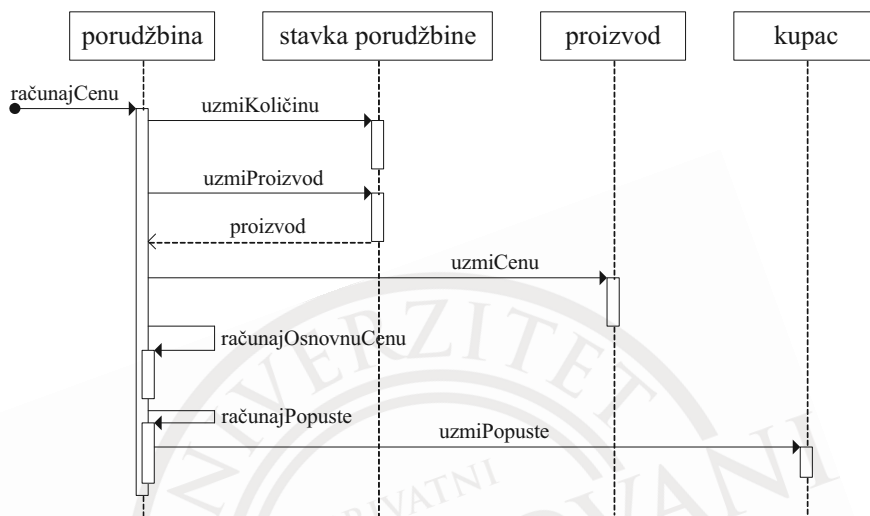 porudžbina
stavka porudžbine
proizvod
kupac
računajCenu
uzmiKoličinu
uzmiProizvod
proizvod
uzmiCenu
računajOsnovnuCenu
računajPopuste
uzmiPopuste